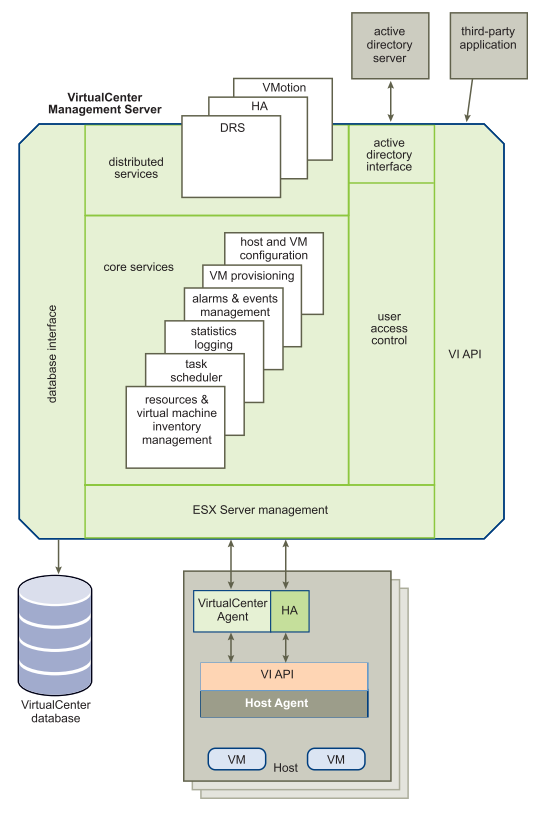 active
directory
server
third-party
application
VirtualCenter
Management Server
VMotion
HA
DRS
distributed
services
active
directory
interface
core services
host and VM
configuration
VM provisioning
alarms & events
management
statistics
logging
task
scheduler
resources &
virtual machine
inventory
management
user
access
control
database interface
VI API
ESX Server management
VirtualCenter
Agent
HA
VI API
Host Agent
VM
VM
Host
VirtualCenter
database